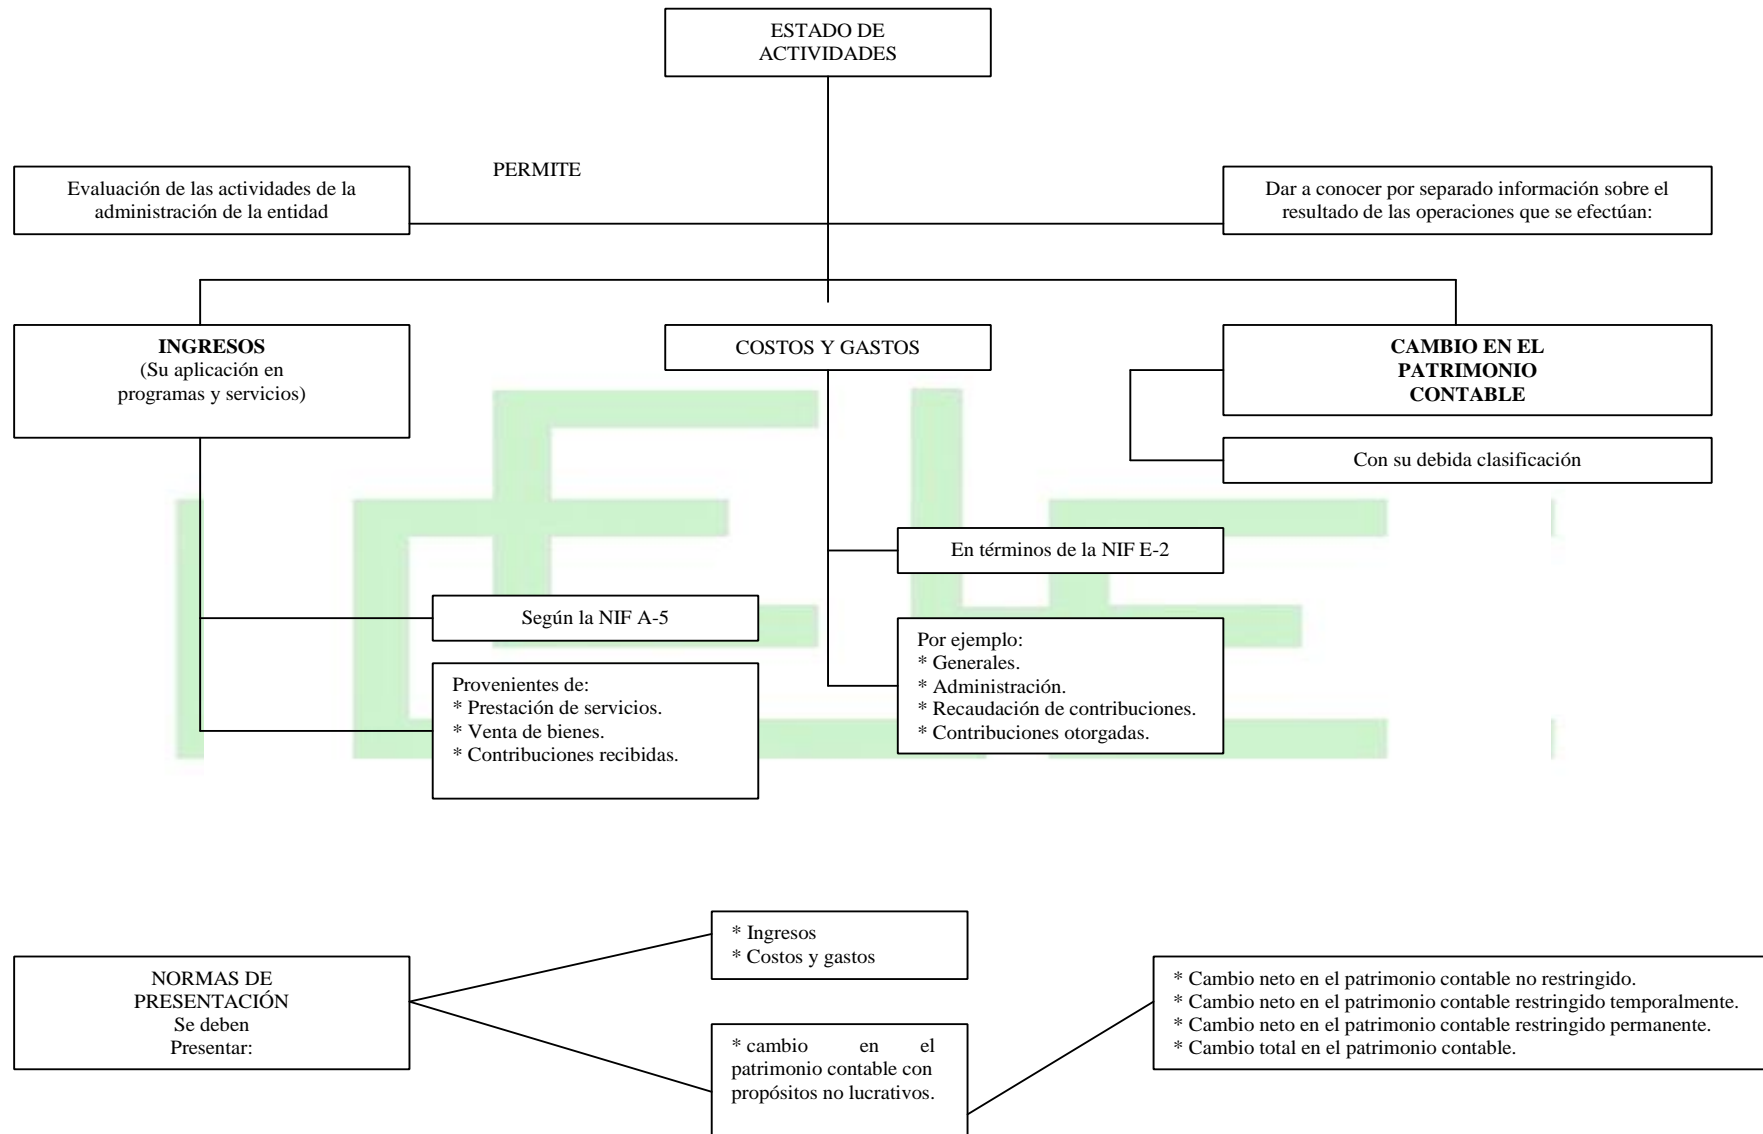 ESTADO DE
ACTIVIDADES
PERMITE
Evaluación de las actividades de la
administración de la entidad
Dar a conocer por separado información sobre el
resultado de las operaciones que se efectúan:
INGRESOS
(Su aplicación en
programas y servicios)
COSTOS Y GASTOS
CAMBIO EN EL
PATRIMONIO
CONTABLE
Con su debida clasificación
En términos de la NIF E-2
Según la NIF A-5
Por ejemplo:
* Generales.
* Administración.
* Recaudación de contribuciones.
* Contribuciones otorgadas.
Provenientes de:
* Prestación de servicios.
* Venta de bienes.
* Contribuciones recibidas.
NORMAS DE
PRESENTACIÓN
Se deben
Presentar:
* Ingresos
* Costos y gastos
* cambio en el
patrimonio contable con
propósitos no lucrativos.
* Cambio neto en el patrimonio contable no restringido.
* Cambio neto en el patrimonio contable restringido temporalmente.
* Cambio neto en el patrimonio contable restringido permanente.
* Cambio total en el patrimonio contable.